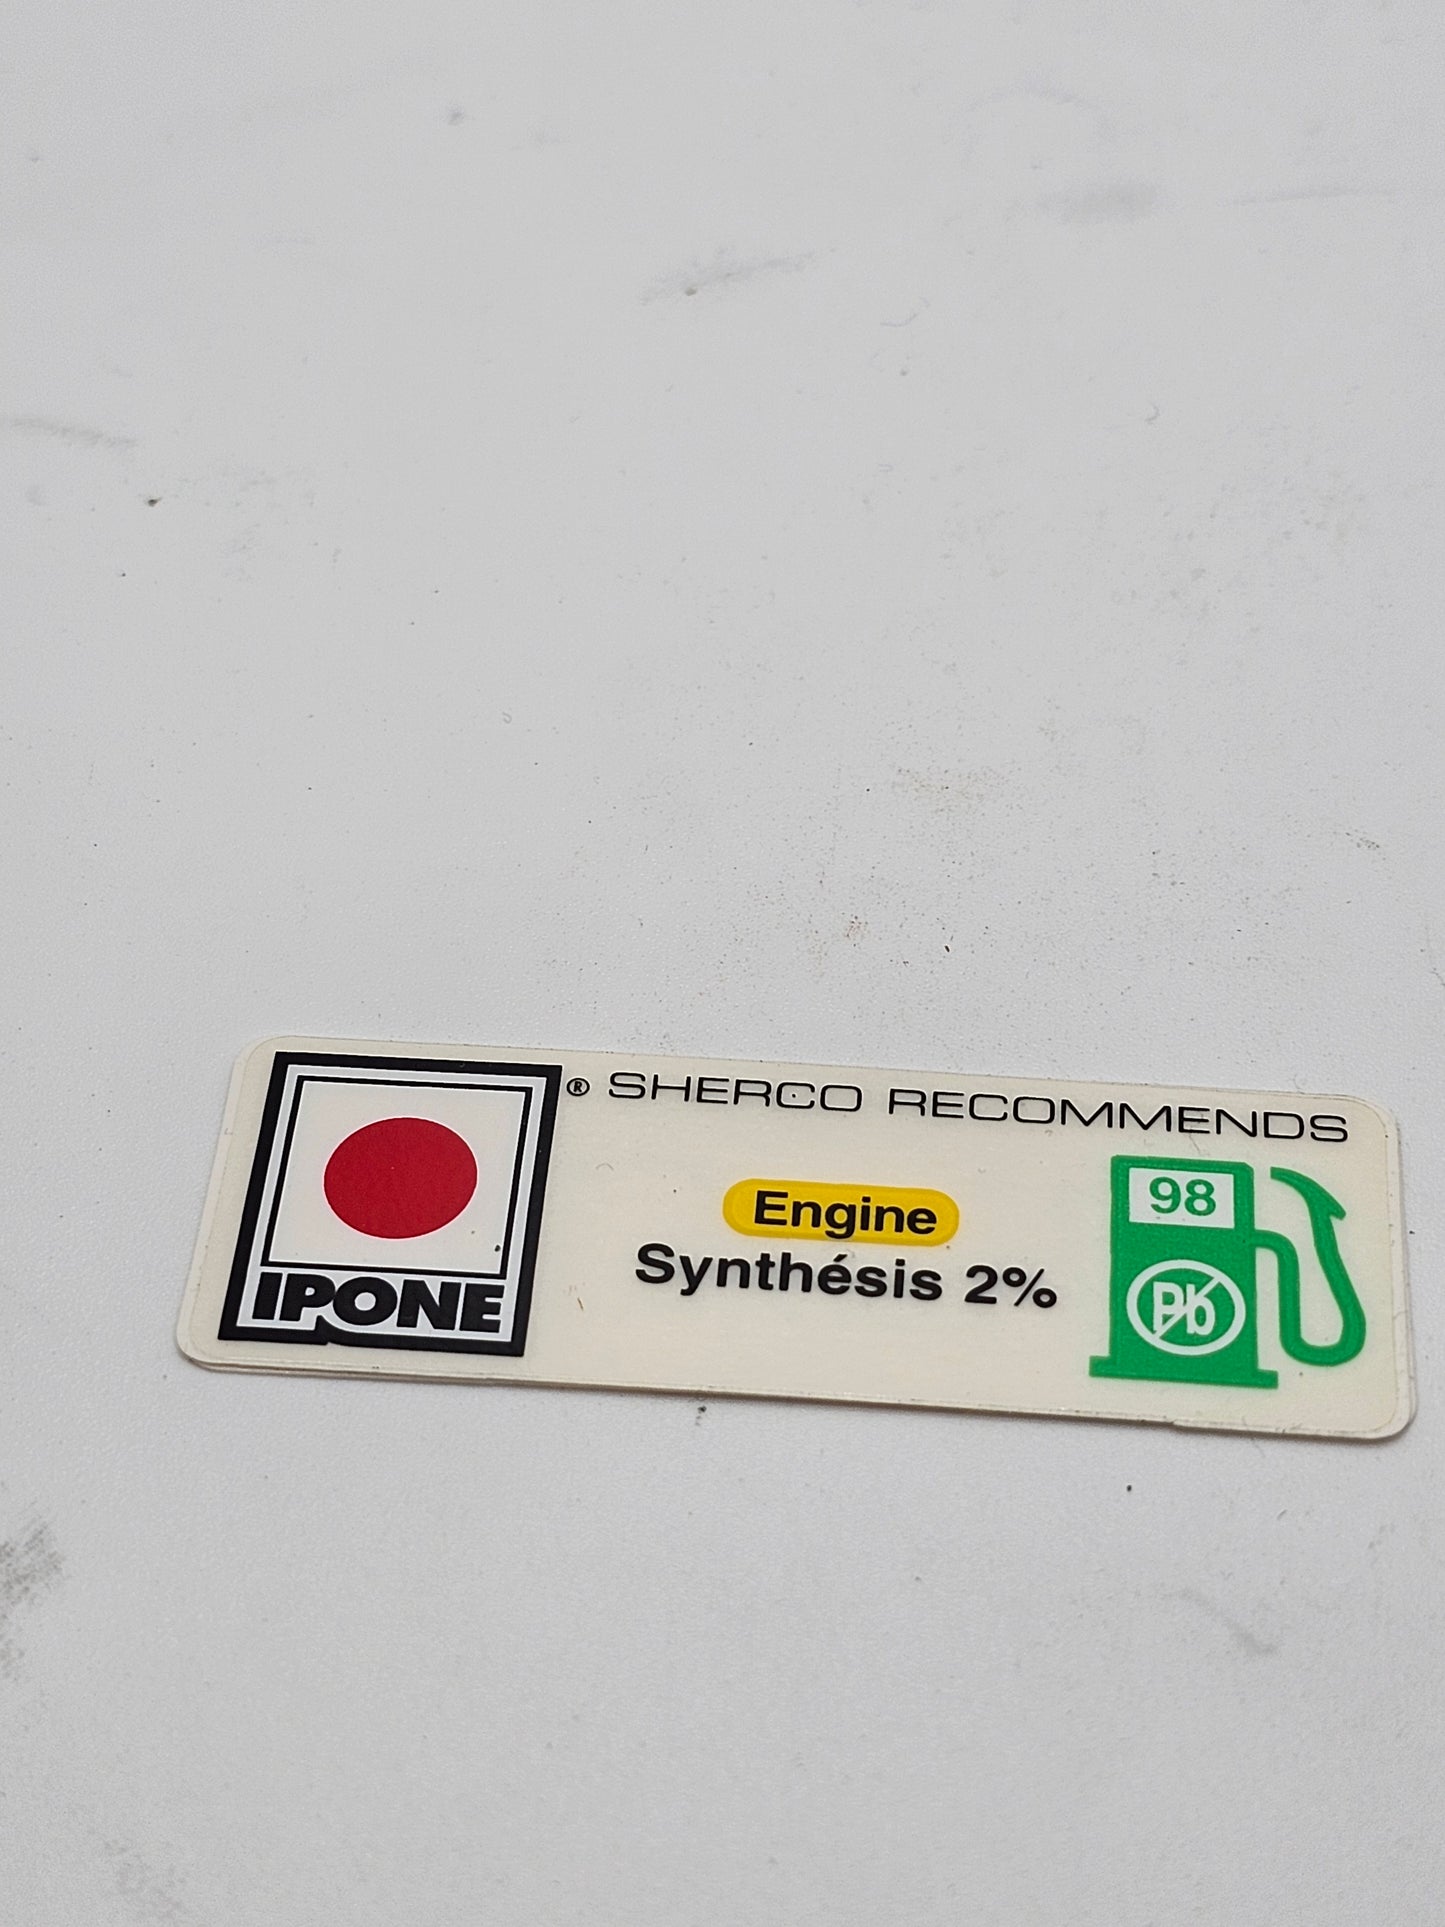 ® SHERCO RECOMMENDS
IPONE
Engine
Synthésis 2%
98
Pb